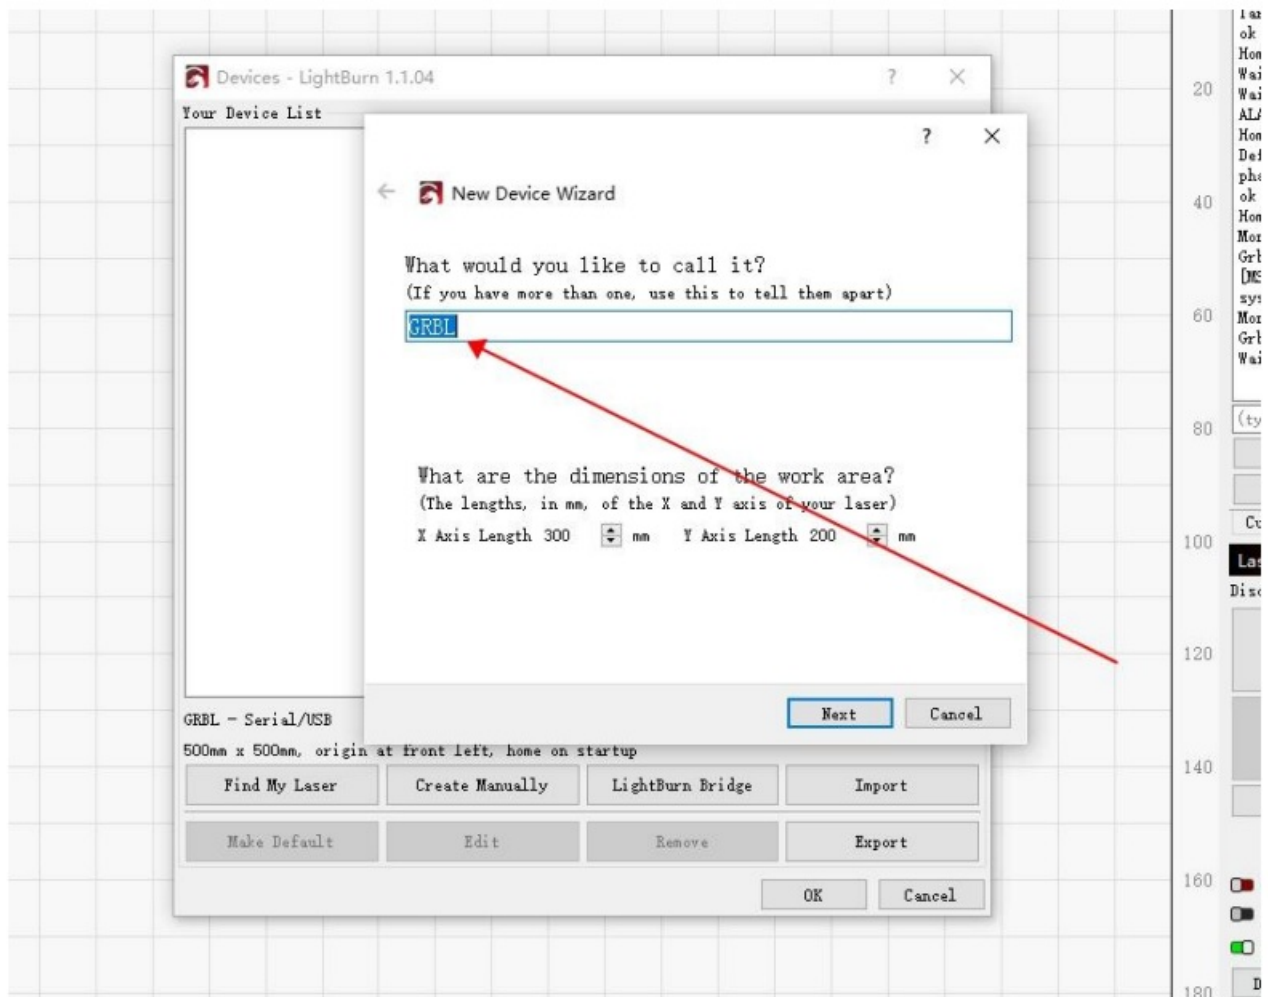 Devices - LightBurn 1.1.04
?
Your Device List
?
New Device Wizard
What would you like to call it?
(If you have more than one, use this to tell them apart)
GRBL
What are the dimensions of the work area?
(The lengths, in mm, of the X and Y axis of your laser)
X Axis Length 300 mm Y Axis Length 200 mm
Next Cancel
GRBL - Serial/USB
500mm x 500mm, origin at front left, home on startup
Find My Laser Create Manually LightBurn Bridge Import
Make Default Edit Remove Export
OK Cancel
20
40
60
80
100
120
140
160
180
ok
ok
(ty